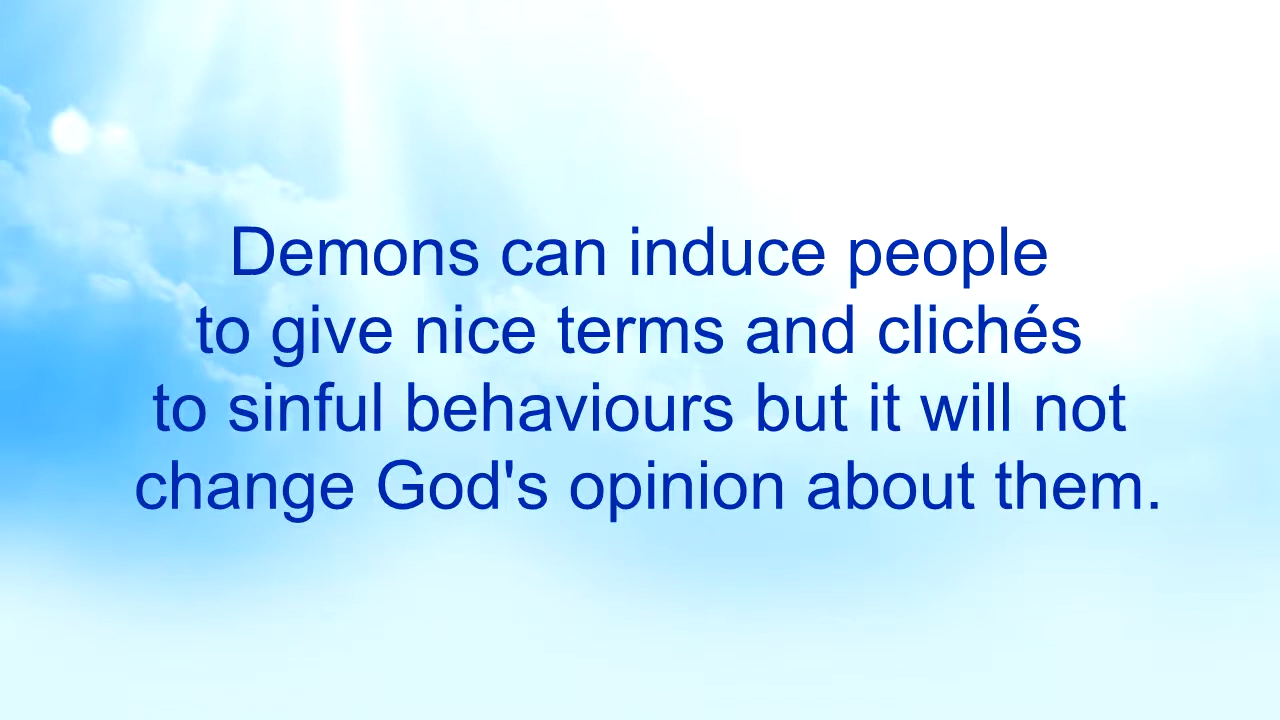 Demons can induce people
to give nice terms and clichés
to sinful behaviours but it will not
change God's opinion about them.